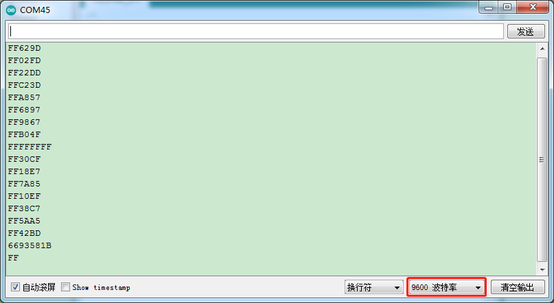 COM45
发送
FF629D
FF02FD
FF22DD
FFC23D
FFA857
FF6897
FF9867
FFB04F
FFFFFFFF
FF30CF
FF18E7
FF7A85
FF10EF
FF38C7
FF5AA5
FF42BD
6693581B
FF
自动滚屏 Show timestamp 换行符 9600 波特率 清空输出